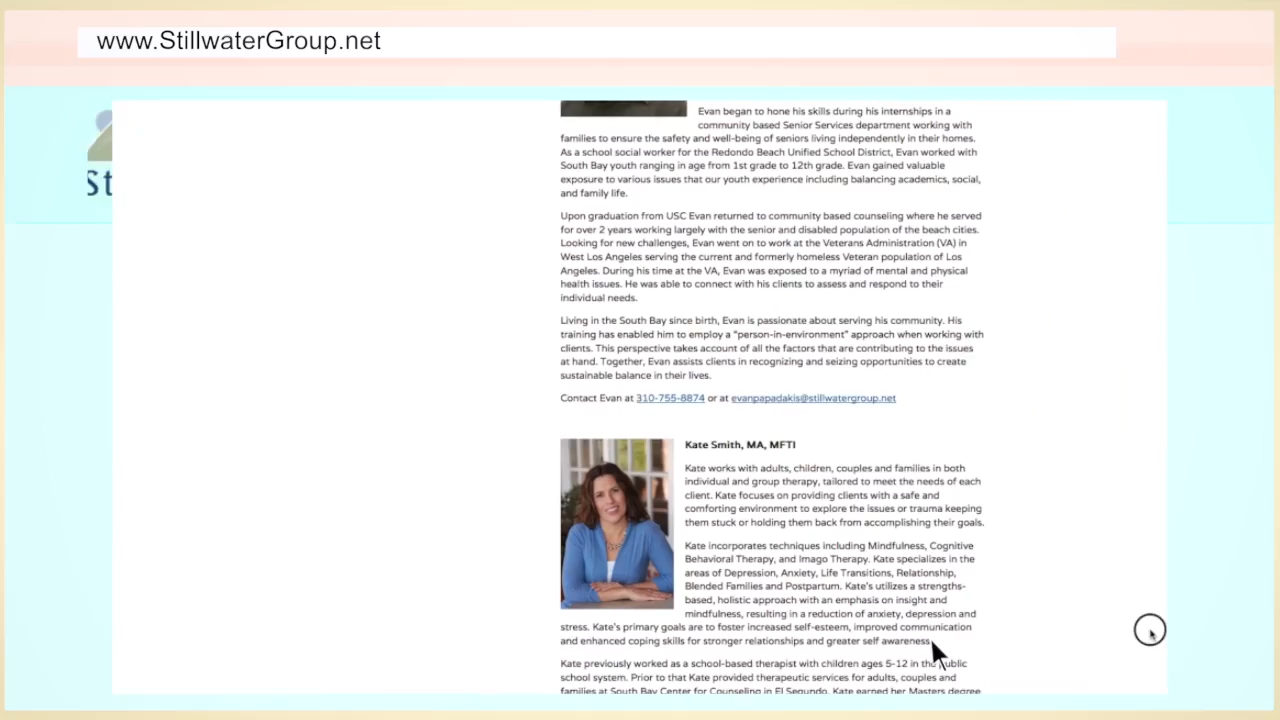 www.StillwaterGroup.net
St
Evan began to hone his skills during his internships in a
community based Senior Services department working with
families to ensure the safety and well-being of seniors living independently in their homes.
As a school social worker for the Redondo Beach Unified School District, Evan worked with
South Bay youth ranging in age from 1st grade to 12th grade. Evan gained valuable
exposure to various issues that our youth experience including balancing academics, social,
and family life.
Upon graduation from USC Evan returned to community based counseling where he served
for over 2 years working largely with the senior and disabled population of the beach cities.
Looking for new challenges, Evan went on to work at the Veterans Administration (VA) in
West Los Angeles serving the current and formerly homeless Veteran population of Los
Angeles. During his time at the VA, Evan was exposed to a myriad of mental and physical
health issues. He was able to connect with his clients to assess and respond to their
individual needs.
Living in the South Bay since birth, Evan is passionate about serving his community. His
training has enabled him to employ a "person-in-environment" approach when working with
clients. This perspective takes account of all the factors that are contributing to the issues
at hand. Together, Evan assists clients in recognizing and seizing opportunities to create
sustainable balance in their lives.
Contact Evan at 310-755-8874 or at evanpapadakis@stillwatergroup.net
Kate Smith, MA, MFTI
Kate works with adults, children, couples and families in both
individual and group therapy, tailored to meet the needs of each
client. Kate focuses on providing clients with a safe and
comforting environment to explore the issues or trauma keeping
them stuck or holding them back from accomplishing their goals.
Kate incorporates techniques including Mindfulness, Cognitive
Behavioral Therapy, and Imago Therapy. Kate specializes in the
areas of Depression, Anxiety, Life Transitions, Relationship,
Blended Families and Postpartum. Kate's utilizes a strengths-
based, holistic approach with an emphasis on insight and
mindfulness, resulting in a reduction of anxiety, depression and
stress. Kate's primary goals are to foster increased self-esteem, improved communication
and enhanced coping skills for stronger relationships and greater self awareness.
Kate previously worked as a school-based therapist with children ages 5-12 in the public
school system. Prior to that Kate provided therapeutic services for adults, couples and
families at South Bay Center for Counseling in El Segundo. Kate earned her Masters degree